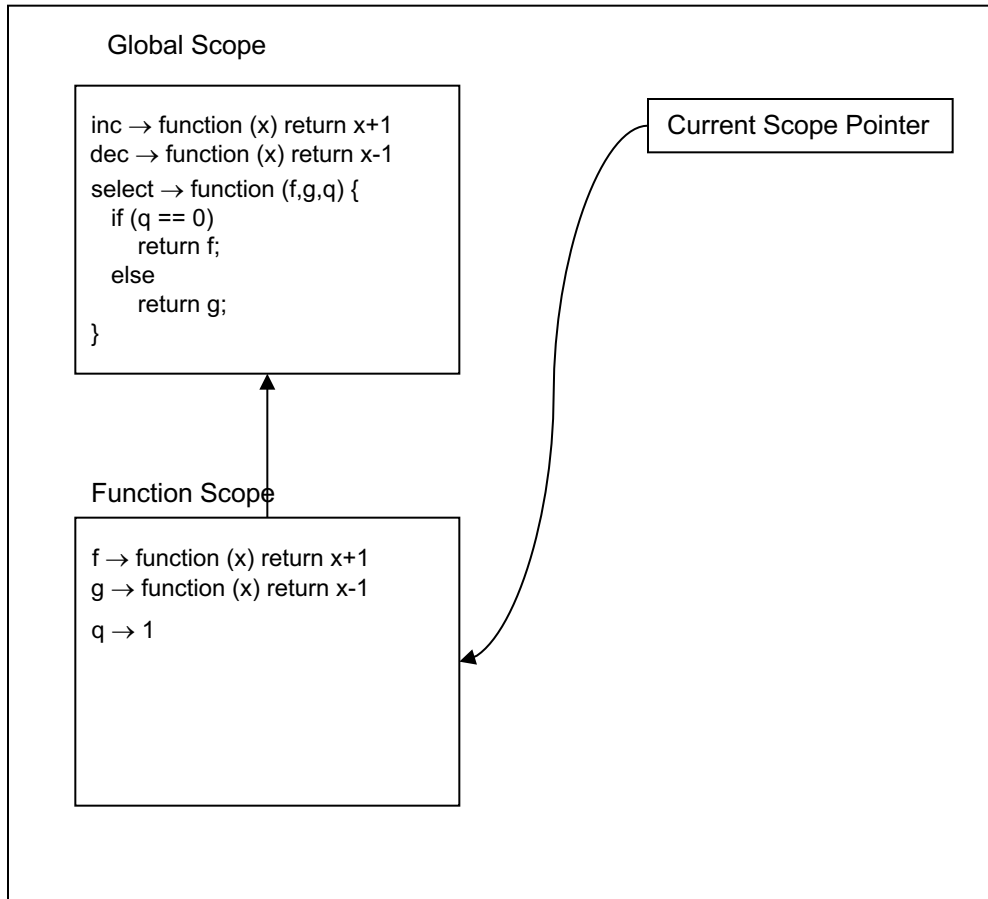 Global Scope
inc → function (x) return x+1
dec → function (x) return x-1
select → function (f,g,q) {
if (q == 0)
return f;
else
return g;
}
Current Scope Pointer
Function Scope
f → function (x) return x+1
g → function (x) return x-1
q → 1